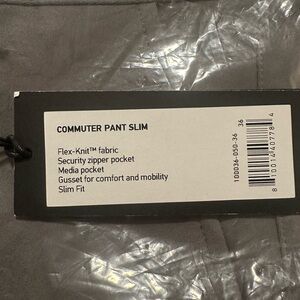 COMMUTER PANT SLIM
Flex-Knit™ fabric
Security zipper pocket
Media pocket
Gusset for comfort and mobility
Slim Fit
100036-050-36 36
8 10014 40778 4